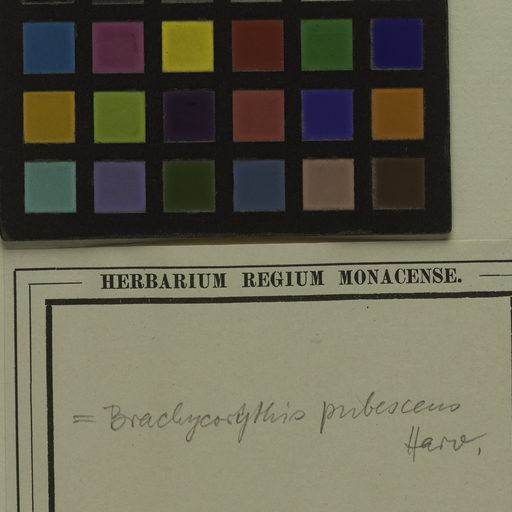 HERBARIUM REGIUM MONACENSE.
= Brachycorythis pubescens
Harv.